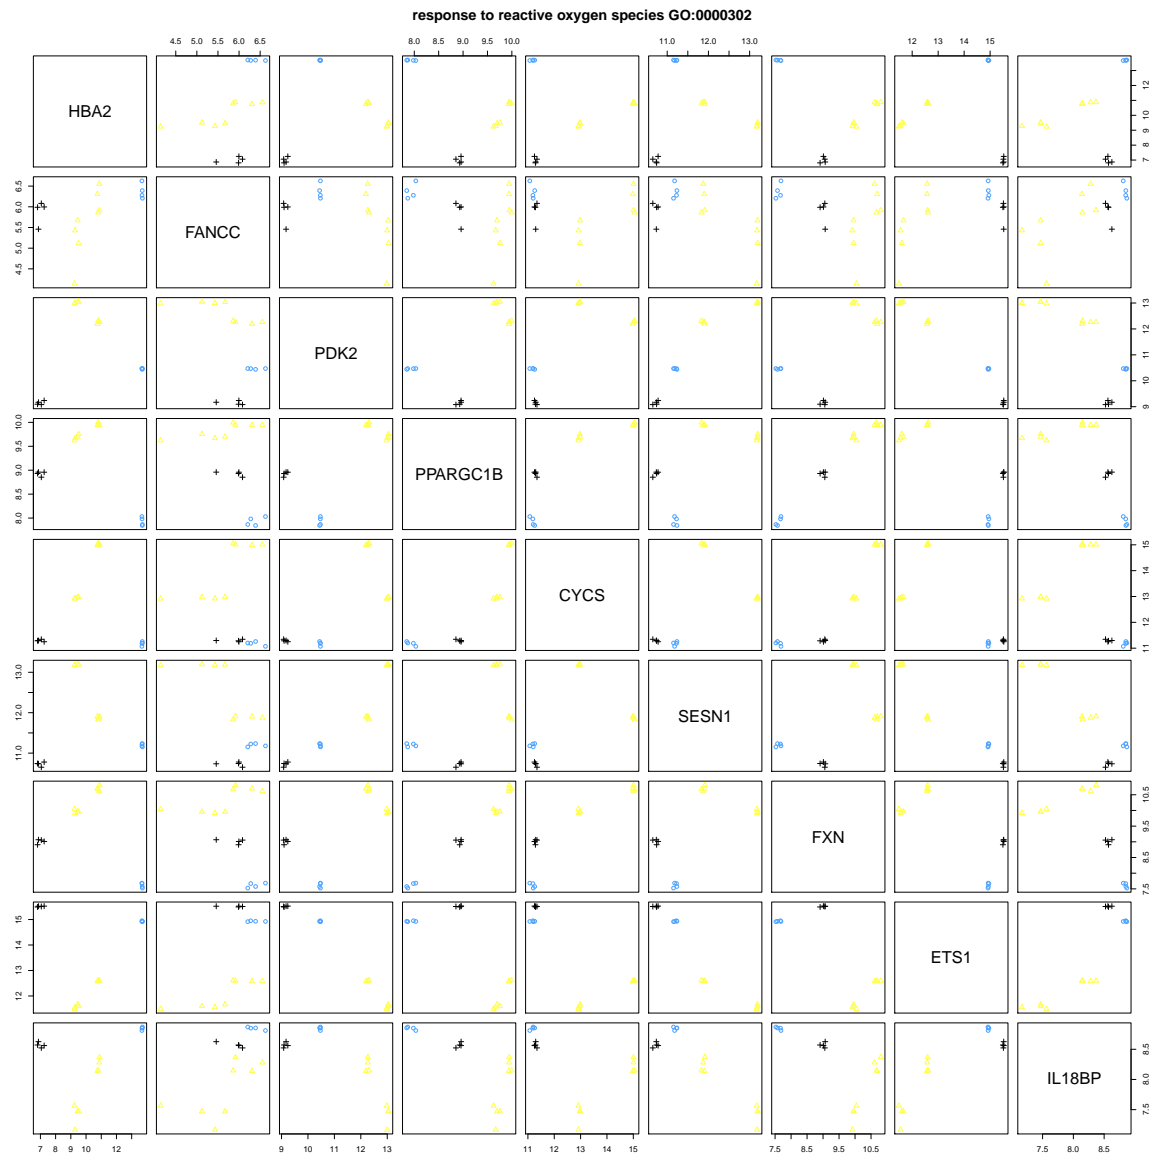 response to reactive oxygen species GO:0000302
4.5 5.0 5.5 6.0 6.5 8.0 8.5 9.0 9.5 10.0 11.0 12.0 13.0 12 13 14 15
HBA2
7 8 9 10 11 12
FANCC
4.5 5.0 5.5 6.0 6.5
PDK2
9 10 11 12 13
PPARGC1B
8.0 8.5 9.0 9.5 10.0
CYCS
11 12 13 14 15
SESN1
11.0 12.0 13.0
FXN
7.5 8.5 9.5 10.5
ETS1
12 13 14 15
IL18BP
7.5 8.0 8.5
7 8 9 10 12 9 10 11 12 13 11 12 13 14 15 7.5 8.5 9.5 10.5 7.5 8.0 8.5